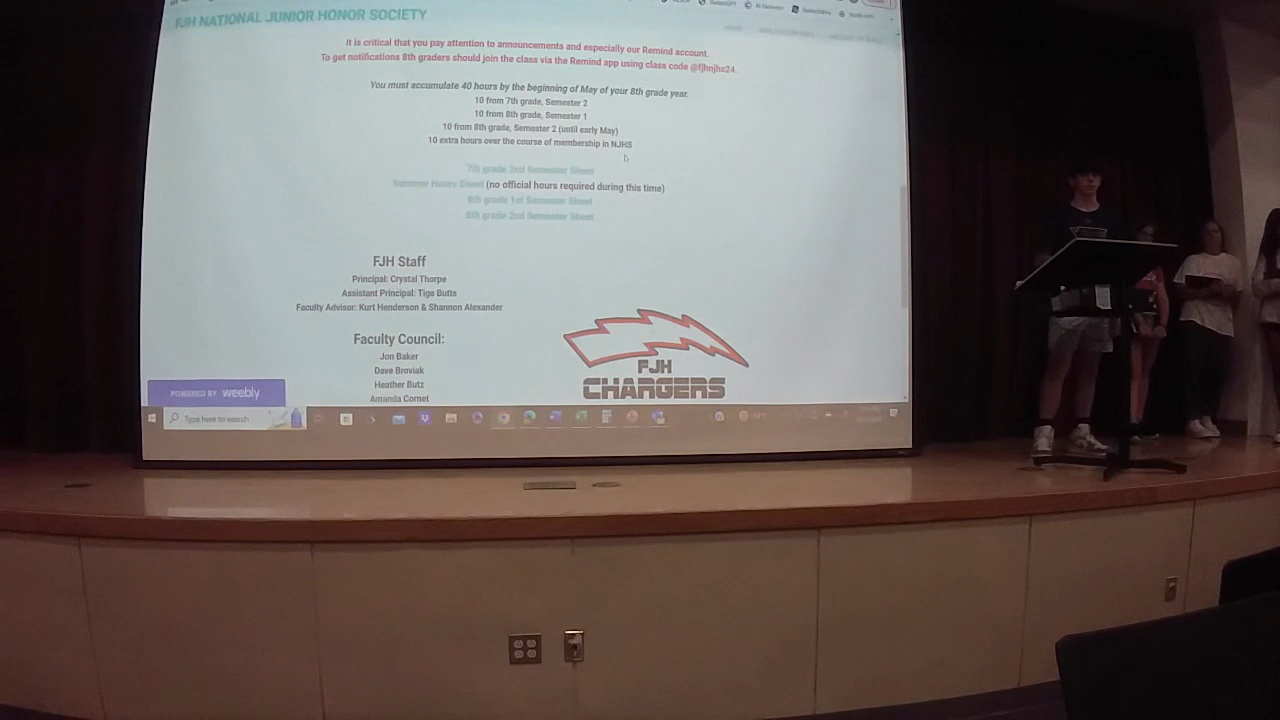 FJH NATIONAL JUNIOR HONOR SOCIETY
It is critical that you pay attention to announcements and especially our Remind account.
To get notifications 8th graders should join the class via the Remind app using class code @fjhnjhs24.
You must accumulate 40 hours by the beginning of May of your 8th grade year.
10 from 7th grade, Semester 2
10 from 8th grade, Semester 1
10 from 8th grade, Semester 2 (until early May)
10 extra hours over the course of membership in NJHS
7th grade 2nd Semester Sheet
Summer Hours Sheet (no official hours required during this time)
8th grade 1st Semester Sheet
8th grade 2nd Semester Sheet
FJH Staff
Principal: Crystal Thorpe
Assistant Principal: Tige Butts
Faculty Advisor: Kurt Henderson & Shannon Alexander
Faculty Council:
Jon Baker
Dave Broviak
Heather Butz
Amanda Cornet
FJH
CHARGERS
POWERED BY weebly
Type here to search